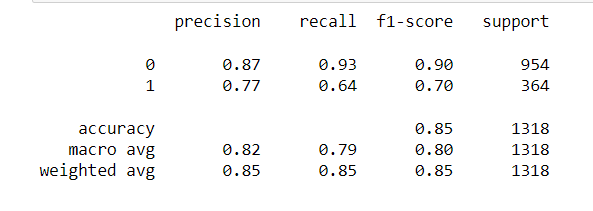 precision recall f1-score support
0 0.87 0.93 0.90 954
1 0.77 0.64 0.70 364
accuracy 0.85 1318
macro avg 0.82 0.79 0.80 1318
weighted avg 0.85 0.85 0.85 1318